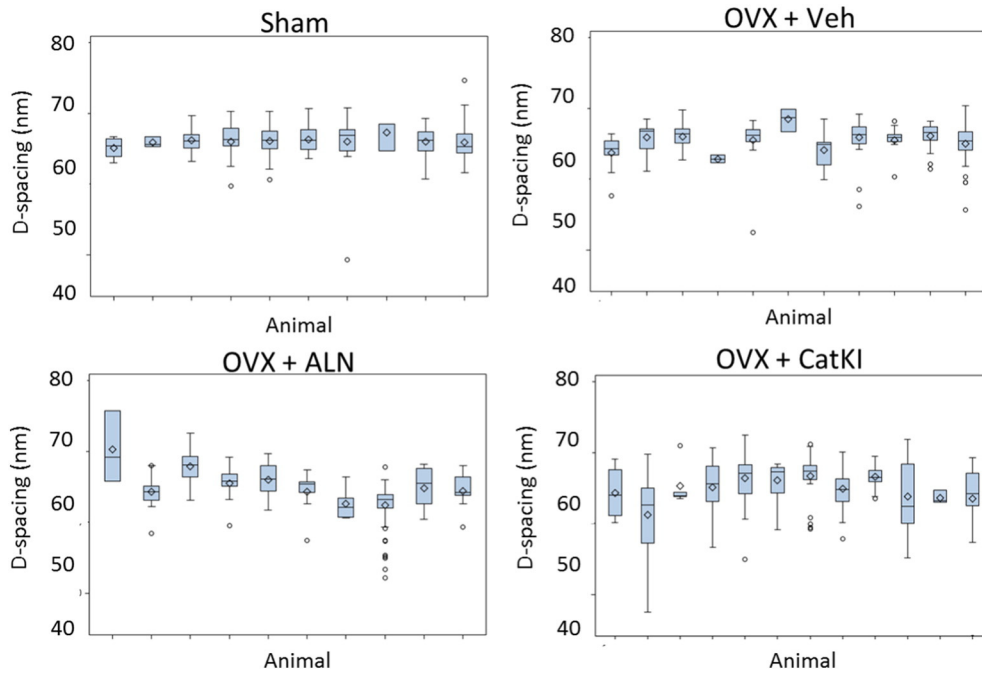 Sham
80
70
60
50
40
D-spacing (nm)
Animal
OVX + Veh
80
70
60
50
40
D-spacing (nm)
Animal
OVX + ALN
80
70
60
50
40
D-spacing (nm)
Animal
OVX + CatKI
80
70
60
50
40
D-spacing (nm)
Animal